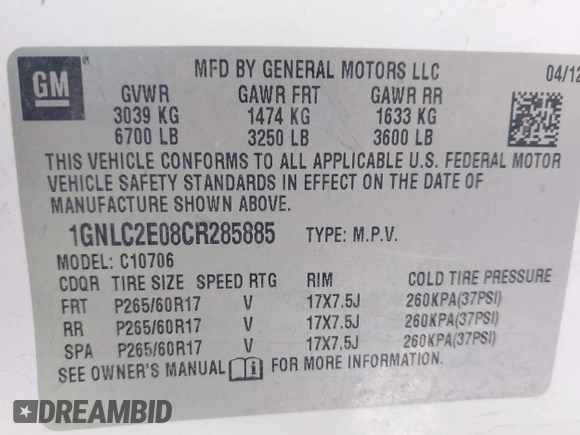 GM
MFD BY GENERAL MOTORS LLC 04/12
GVWR GAWR FRT GAWR RR
3039 KG 1474 KG 1633 KG
6700 LB 3250 LB 3600 LB
THIS VEHICLE CONFORMS TO ALL APPLICABLE U.S. FEDERAL MOTOR
VEHICLE SAFETY STANDARDS IN EFFECT ON THE DATE OF
MANUFACTURE SHOWN ABOVE.
1GNLC2E08CR285885 TYPE: M.P.V.
MODEL: C10706
CDQR TIRE SIZE SPEED RTG RIM COLD TIRE PRESSURE
FRT P265/60R17 V 17X7.5J 260KPA(37PSI)
RR P265/60R17 V 17X7.5J 260KPA(37PSI)
SPA P265/60R17 V 17X7.5J 260KPA(37PSI)
SEE OWNER'S MANUAL FOR MORE INFORMATION.
DREAMBID